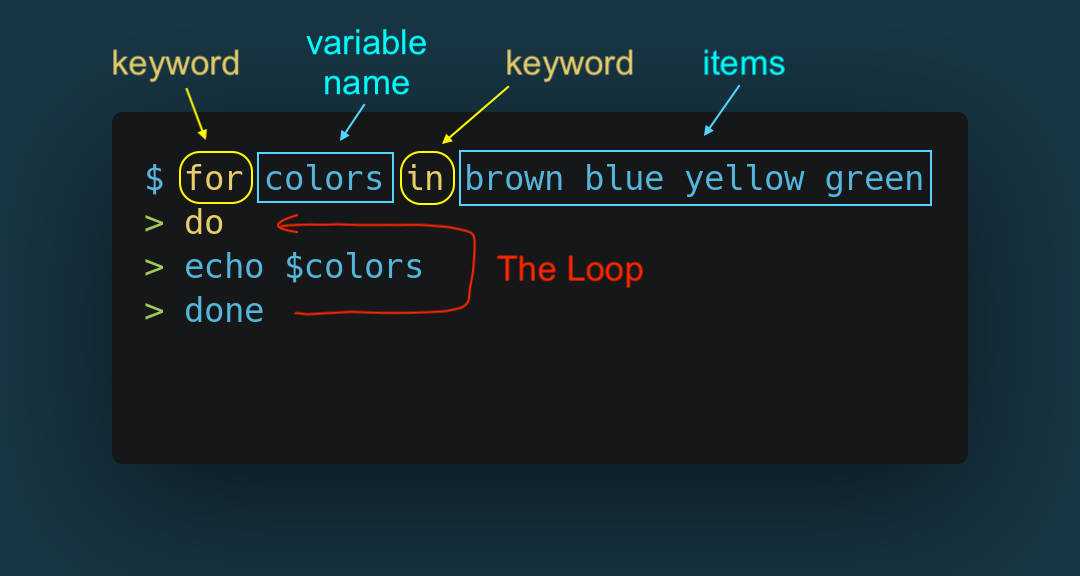 keyword
variable
name
keyword
items
$ for colors in brown blue yellow green
> do
> echo $colors
> done
The Loop